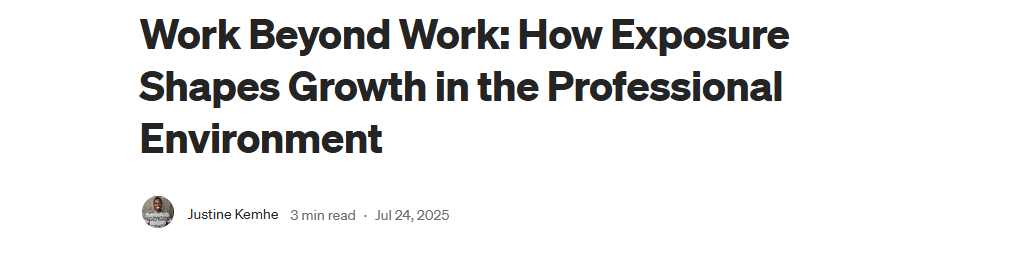 Work Beyond Work: How Exposure
Shapes Growth in the Professional
Environment
Justine Kemhe 3 min read · Jul 24, 2025